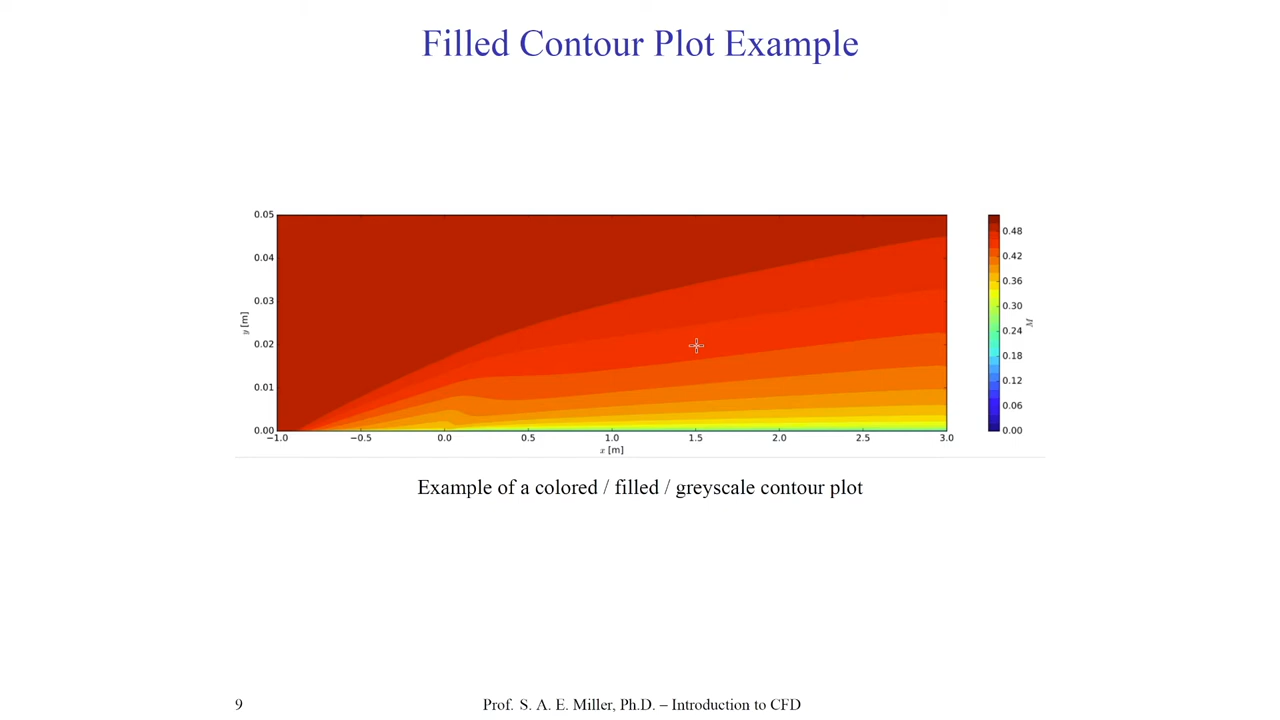 Filled Contour Plot Example
0.05
0.04
0.03
0.02
0.01
0.00
y [m]
−1.0 −0.5 0.0 0.5 1.0 1.5 2.0 2.5 3.0
x [m]
0.48
0.42
0.36
0.30
0.24
0.18
0.12
0.06
0.00
M
Example of a colored / filled / greyscale contour plot
9 Prof. S. A. E. Miller, Ph.D. – Introduction to CFD